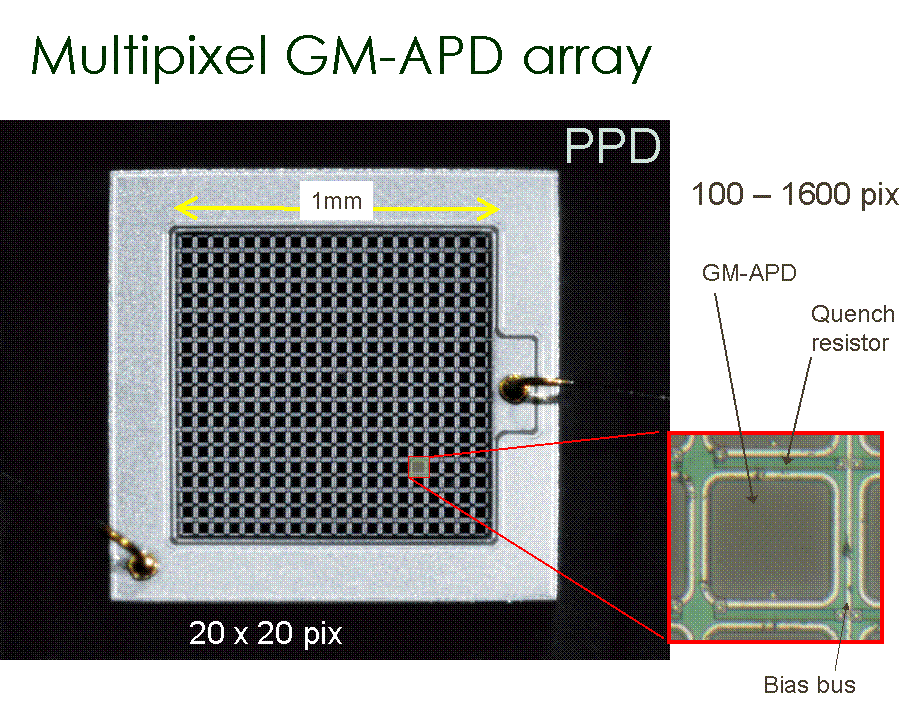 Multipixel GM-APD array
PPD
1mm
100 – 1600 pix
GM-APD
Quench
resistor
20 x 20 pix
Bias bus